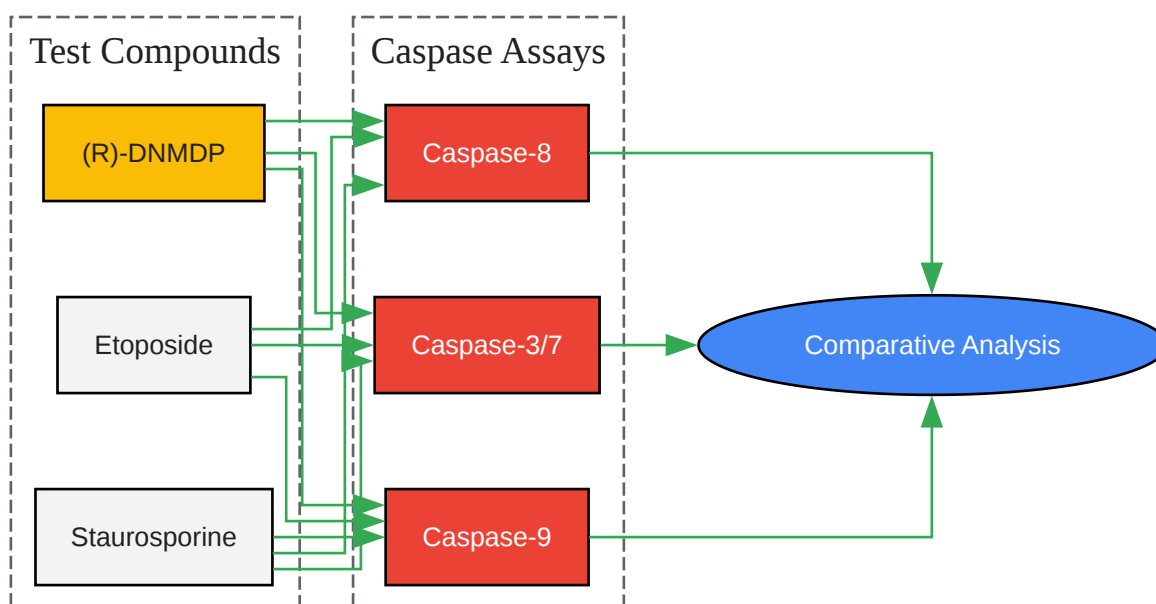 Test Compounds
Caspase Assays
(R)-DNMDP
Caspase-8
Etoposide
Caspase-3/7
Comparative Analysis
Staurosporine
Caspase-9